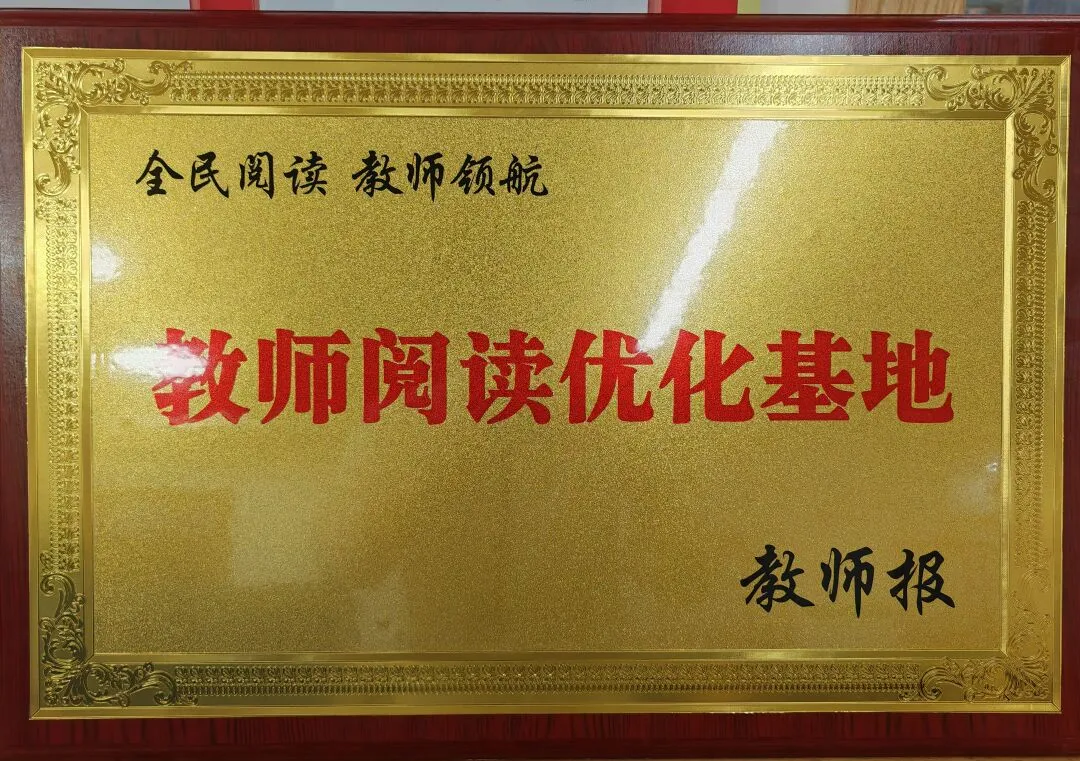 全民阅读 教师领航
教师阅读优化基地
教师报